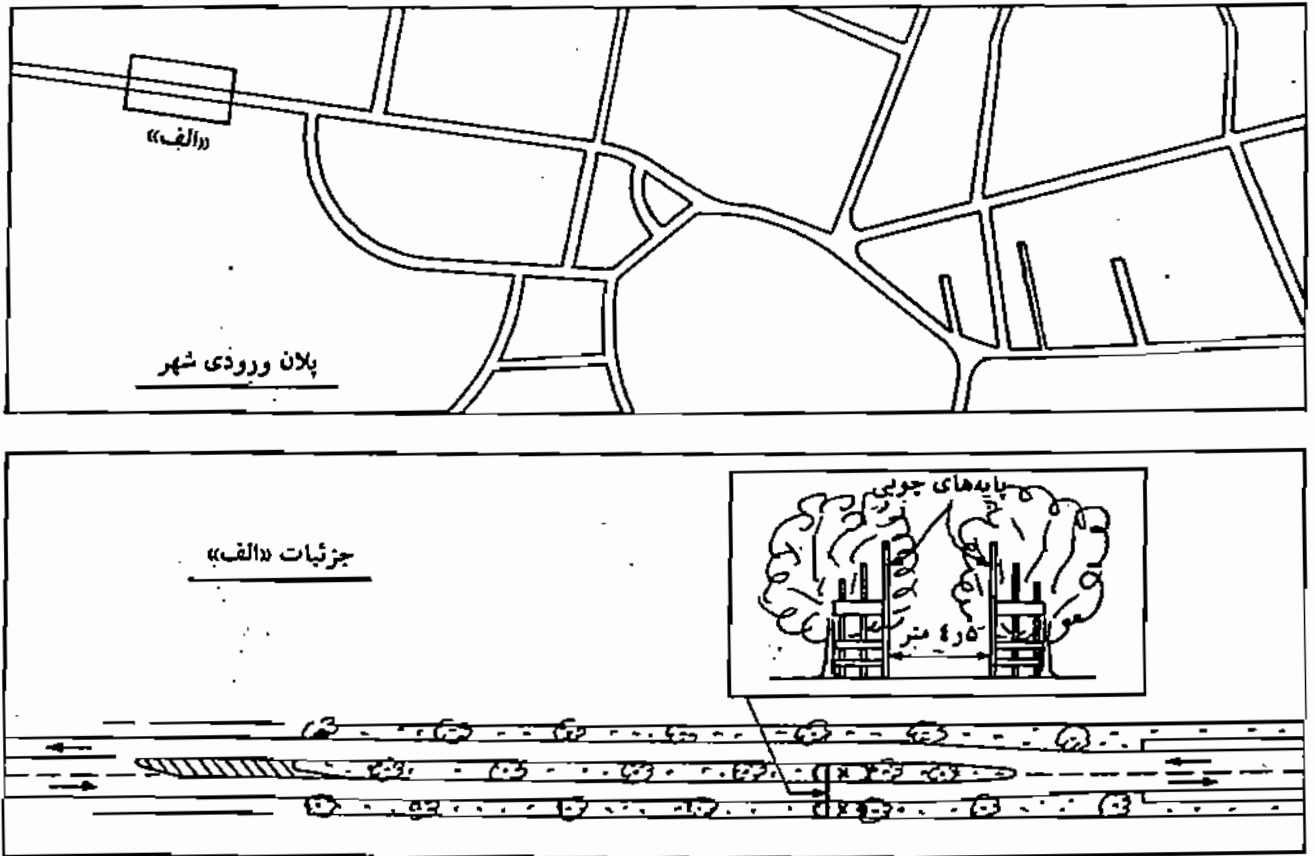 «الف»
پلان ورودی شهر
جزئیات «الف»
پایه‌های چوبی
۴٫۵ متر